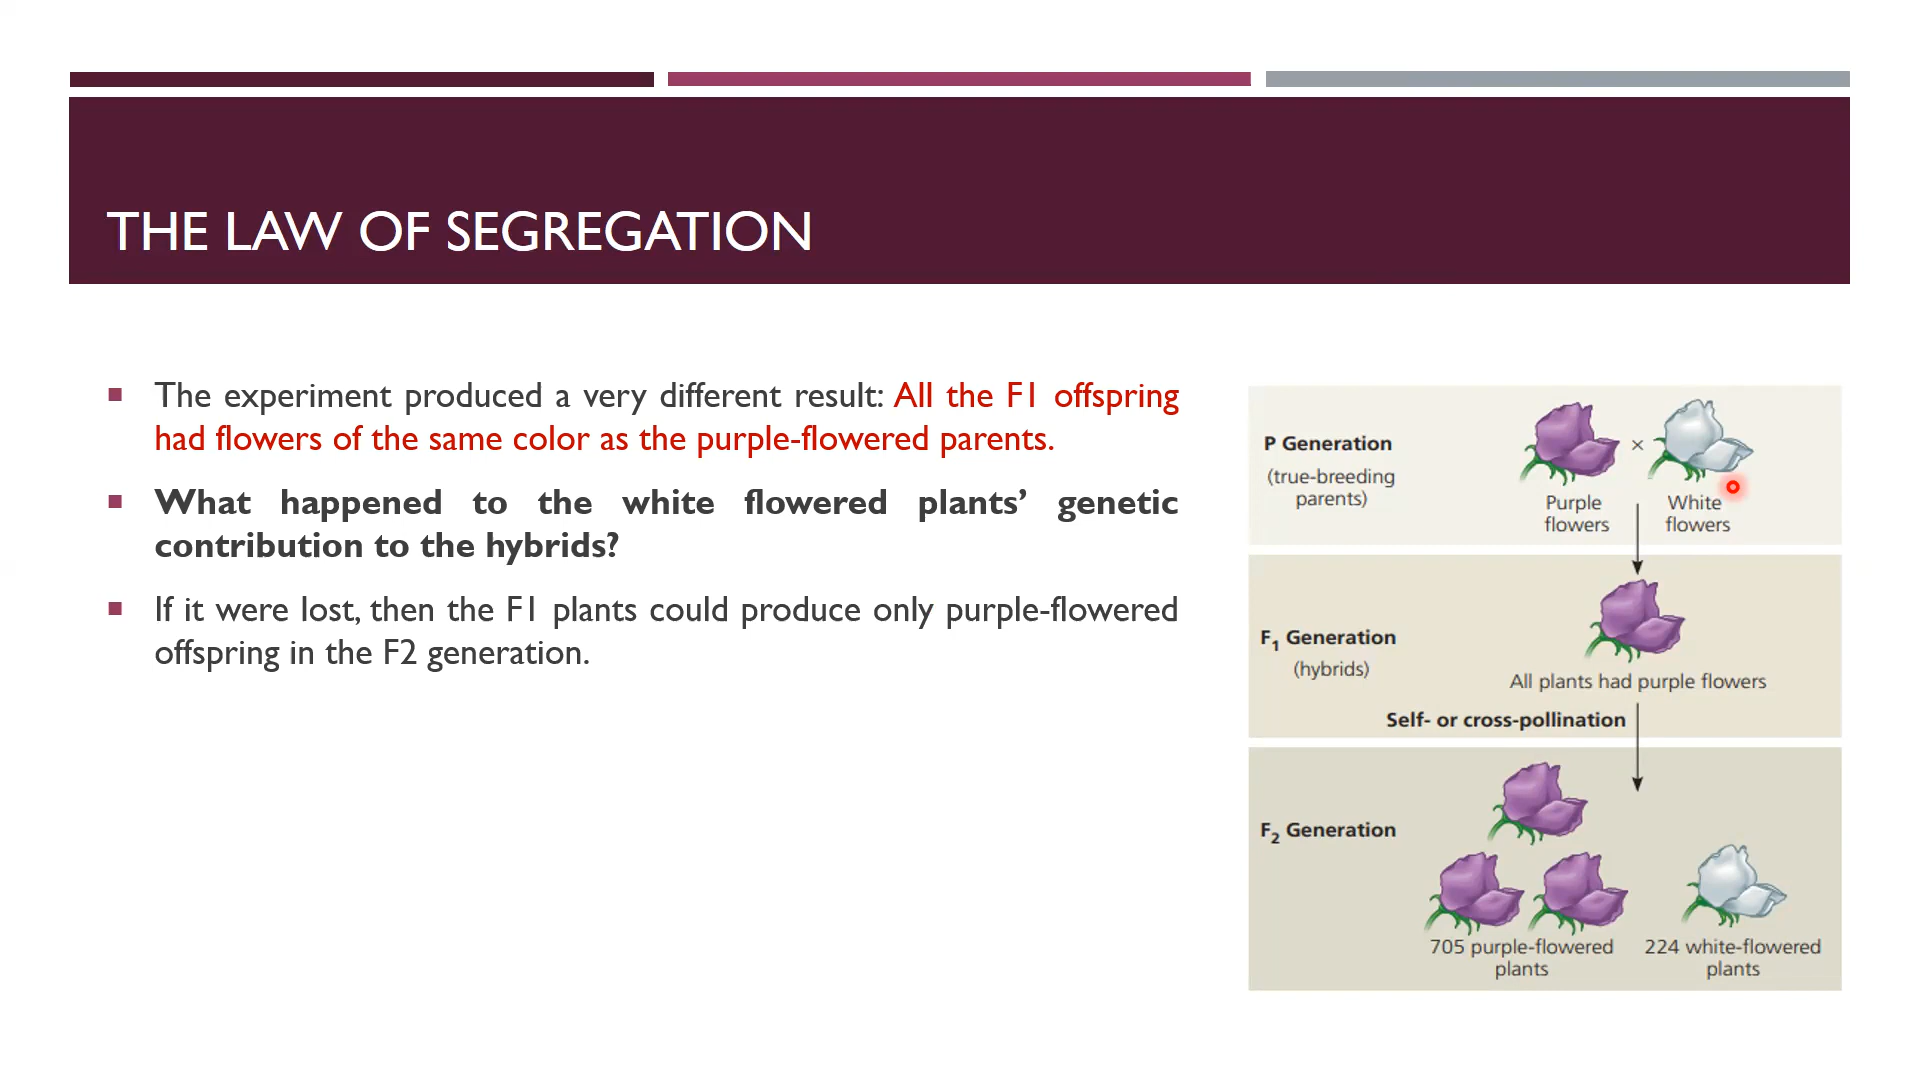 THE LAW OF SEGREGATION
The experiment produced a very different result: All the F1 offspring
had flowers of the same color as the purple-flowered parents.
What happened to the white flowered plants’ genetic
contribution to the hybrids?
If it were lost, then the F1 plants could produce only purple-flowered
offspring in the F2 generation.
P Generation
(true-breeding
parents)
×
Purple
flowers
White
flowers
F1 Generation
(hybrids)
All plants had purple flowers
Self- or cross-pollination
F2 Generation
705 purple-flowered
plants
224 white-flowered
plants